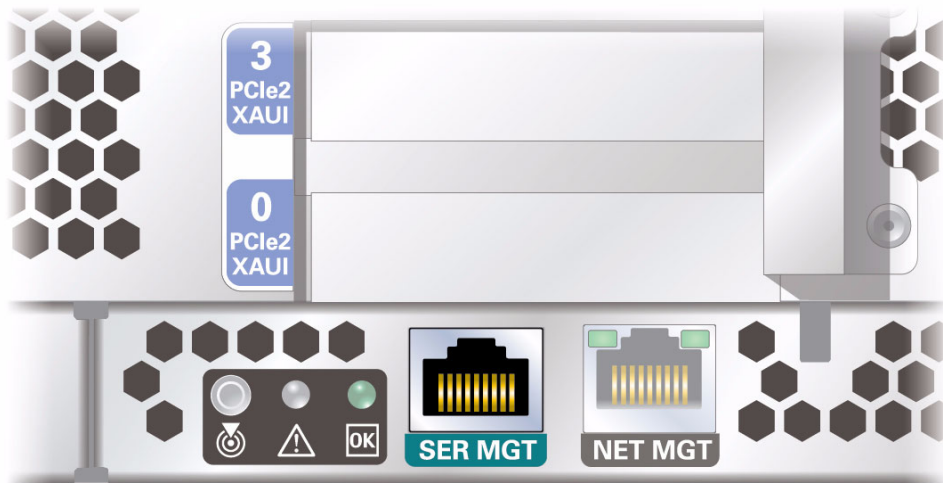 3
PCIe2
XAUI
0
PCIe2
XAUI
OK
SER MGT
NET MGT